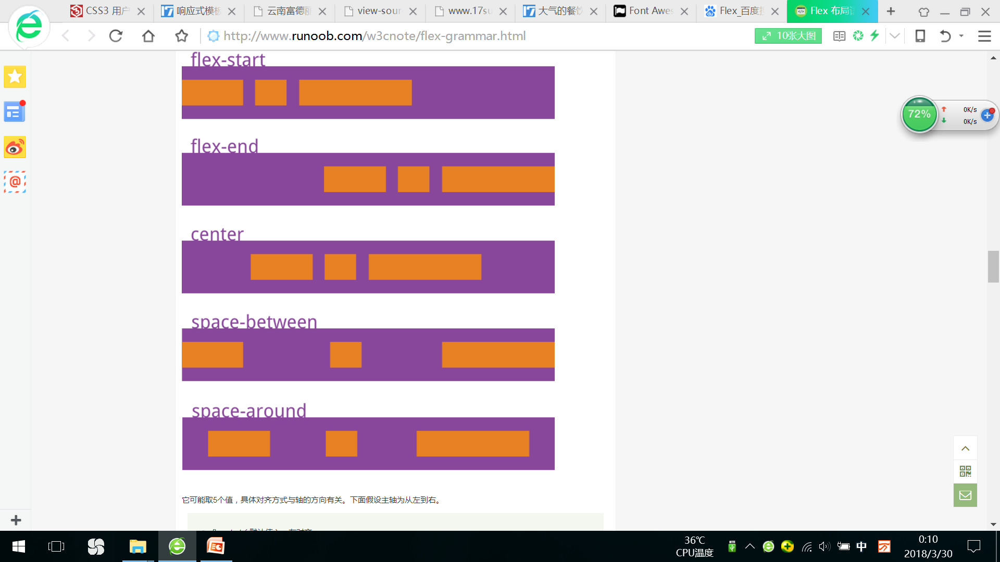 CSS3 用户
响应式模板
云南富德丽
view-sour
www.17su
大气的餐饮
Font Awes
Flex_百度搜
Flex 布局语
http://www.runoob.com/w3cnote/flex-grammar.html
10张大图
flex-start
72%
0K/s
0K/s
flex-end
center
space-between
space-around
它可能取5个值，具体对齐方式与轴的方向有关。下面假设主轴为从左到右。
36℃
CPU温度
中
0:10
2018/3/30